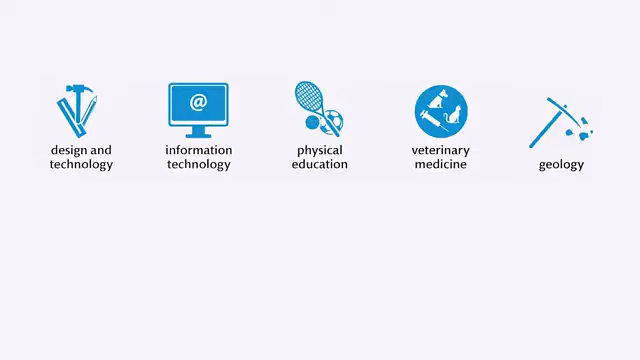 @
design and
technology
information
technology
physical
education
veterinary
medicine
geology